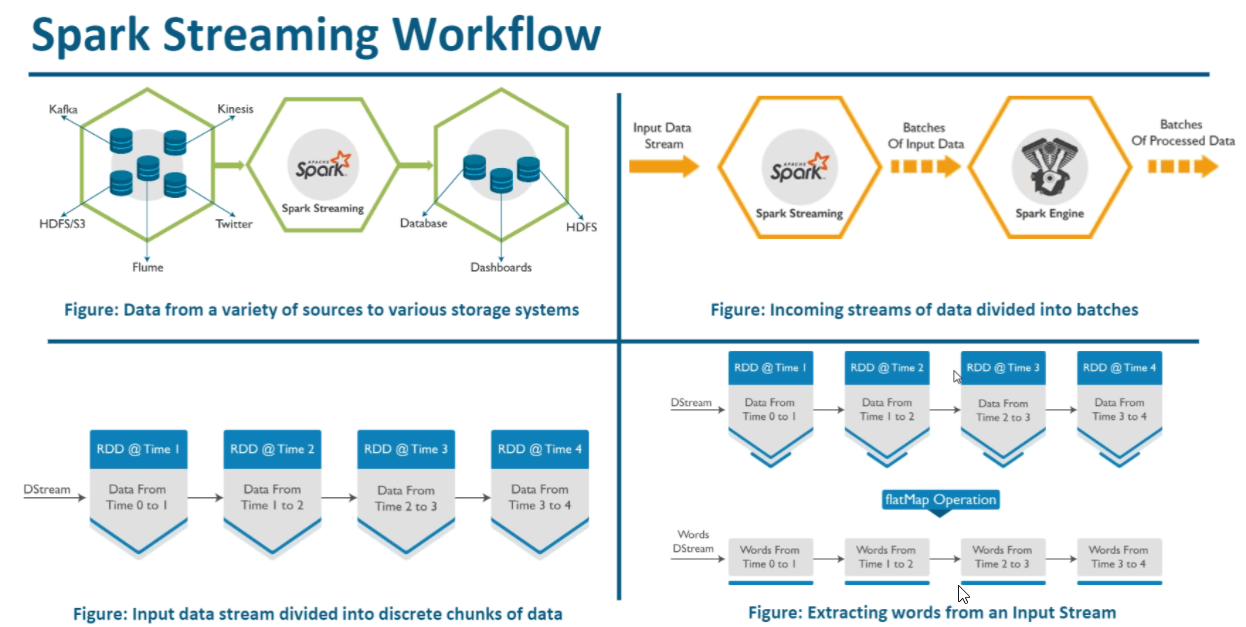 Spark Streaming Workflow
Kafka
Kinesis
HDFS/S3
Twitter
Flume
APACHE
Spark
Spark Streaming
Database
HDFS
Dashboards
Figure: Data from a variety of sources to various storage systems
Input Data
Stream
APACHE
Spark
Spark Streaming
Batches
Of Input Data
Spark Engine
Batches
Of Processed Data
Figure: Incoming streams of data divided into batches
DStream
RDD @ Time 1
Data From
Time 0 to 1
RDD @ Time 2
Data From
Time 1 to 2
RDD @ Time 3
Data From
Time 2 to 3
RDD @ Time 4
Data From
Time 3 to 4
Figure: Input data stream divided into discrete chunks of data
DStream
RDD @ Time 1
Data From
Time 0 to 1
RDD @ Time 2
Data From
Time 1 to 2
RDD @ Time 3
Data From
Time 2 to 3
RDD @ Time 4
Data From
Time 3 to 4
flatMap Operation
Words
DStream
Words From
Time 0 to 1
Words From
Time 1 to 2
Words From
Time 2 to 3
Words From
Time 3 to 4
Figure: Extracting words from an Input Stream